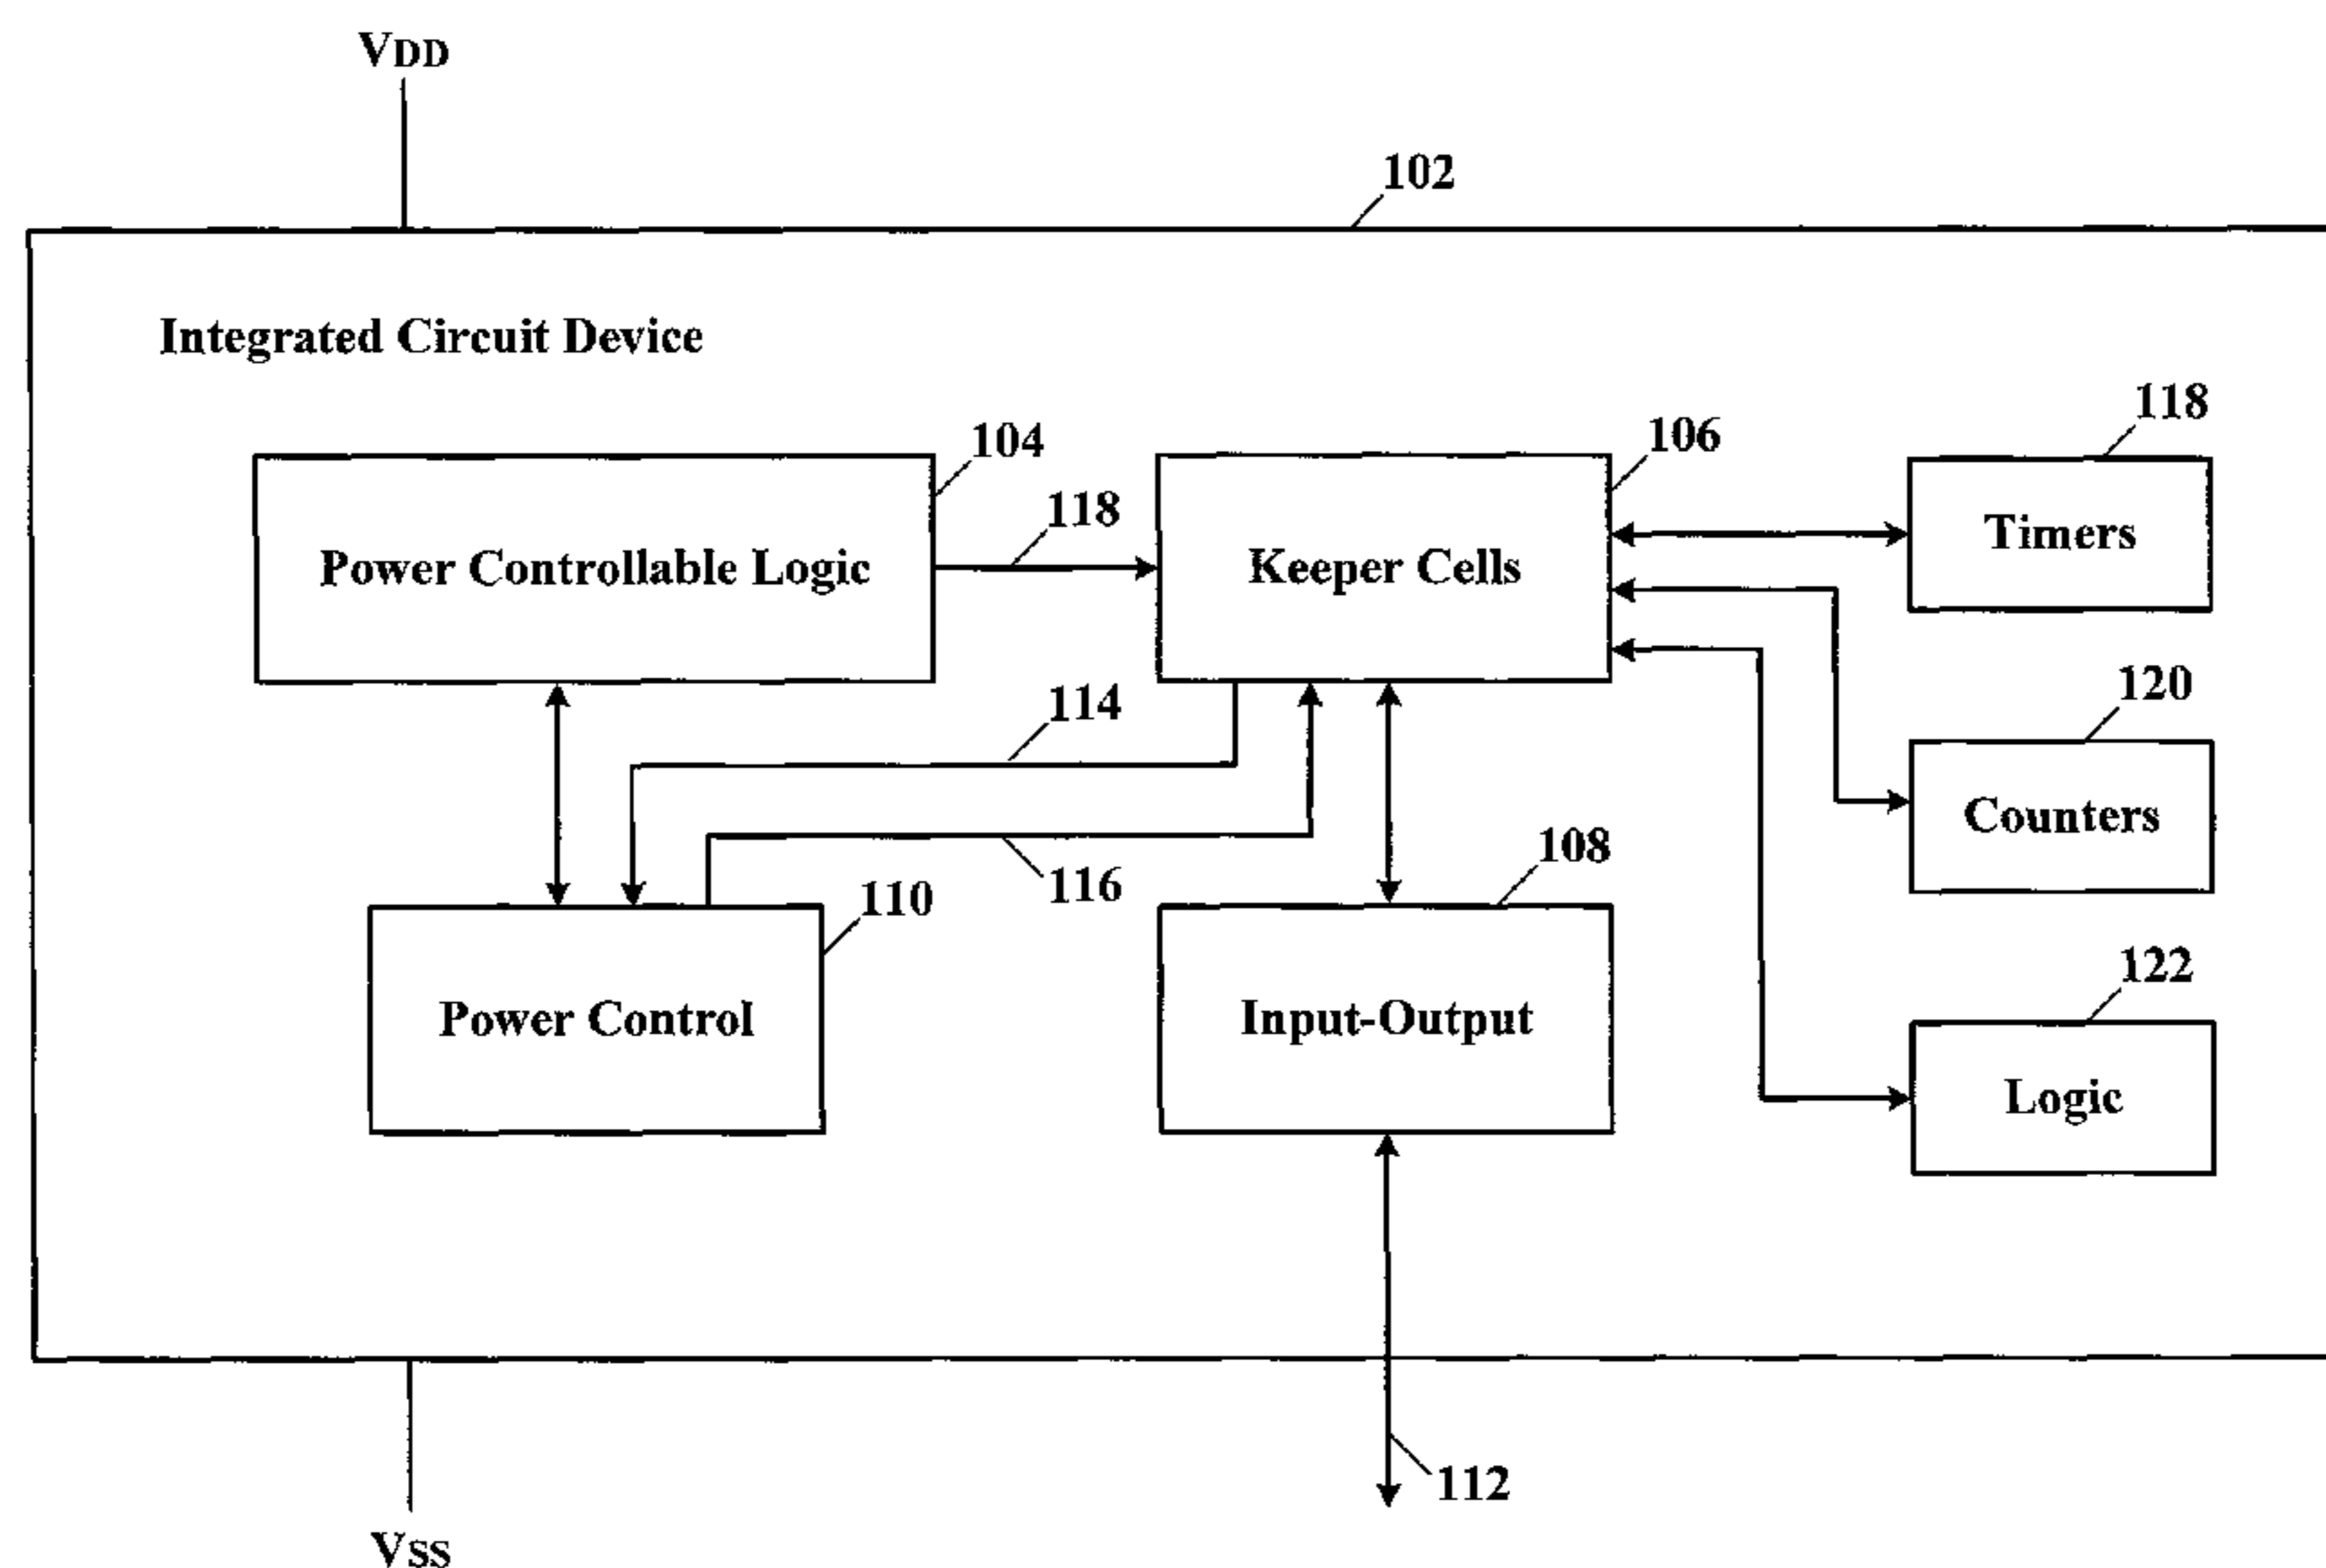 VDD
102
Integrated Circuit Device
104
118
106
118
Power Controllable Logic
Keeper Cells
Timers
114
120
116
108
Counters
110
122
Power Control
Input-Output
Logic
112
VSS